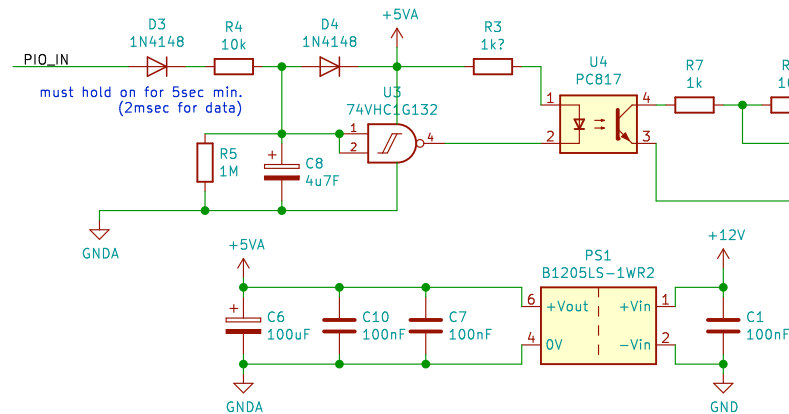 +5VA
D3
1N4148
R4
10k
D4
1N4148
R3
1k?
PIO_IN
U4
PC817
R7
1k
must hold on for 5sec min.
(2msec for data)
U3
74VHC1G132
1
2
4
1
2
4
3
R5
1M
+
C8
4u7F
GNDA
+5VA
+12V
PS1
B1205LS-1WR2
+
C6
100uF
C10
100nF
C7
100nF
6
+Vout
+Vin
1
4
0V
-Vin
2
C1
100nF
GNDA
GND